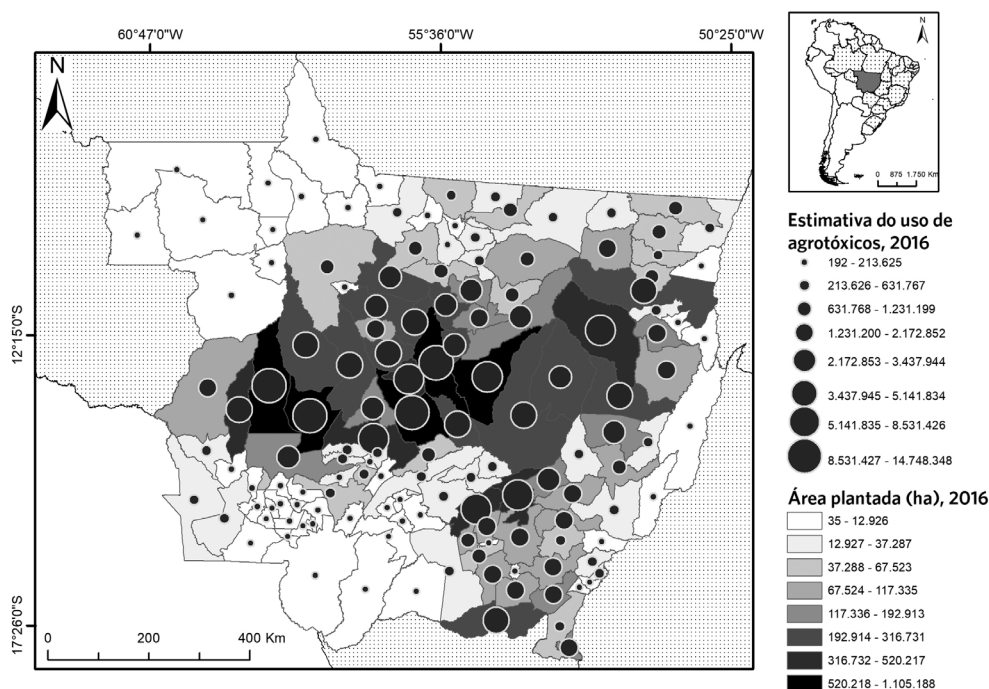 60°47'0"W
55°36'0"W
50°25'0"W
N
12°15'0"S
17°26'0"S
0 200 400 Km
N
0 875 1.750 Km
Estimativa do uso de
agrotóxicos, 2016
192 - 213.625
213.626 - 631.767
631.768 - 1.231.199
1.231.200 - 2.172.852
2.172.853 - 3.437.944
3.437.945 - 5.141.834
5.141.835 - 8.531.426
8.531.427 - 14.748.348
Área plantada (ha), 2016
35 - 12.926
12.927 - 37.287
37.288 - 67.523
67.524 - 117.335
117.336 - 192.913
192.914 - 316.731
316.732 - 520.217
520.218 - 1.105.188